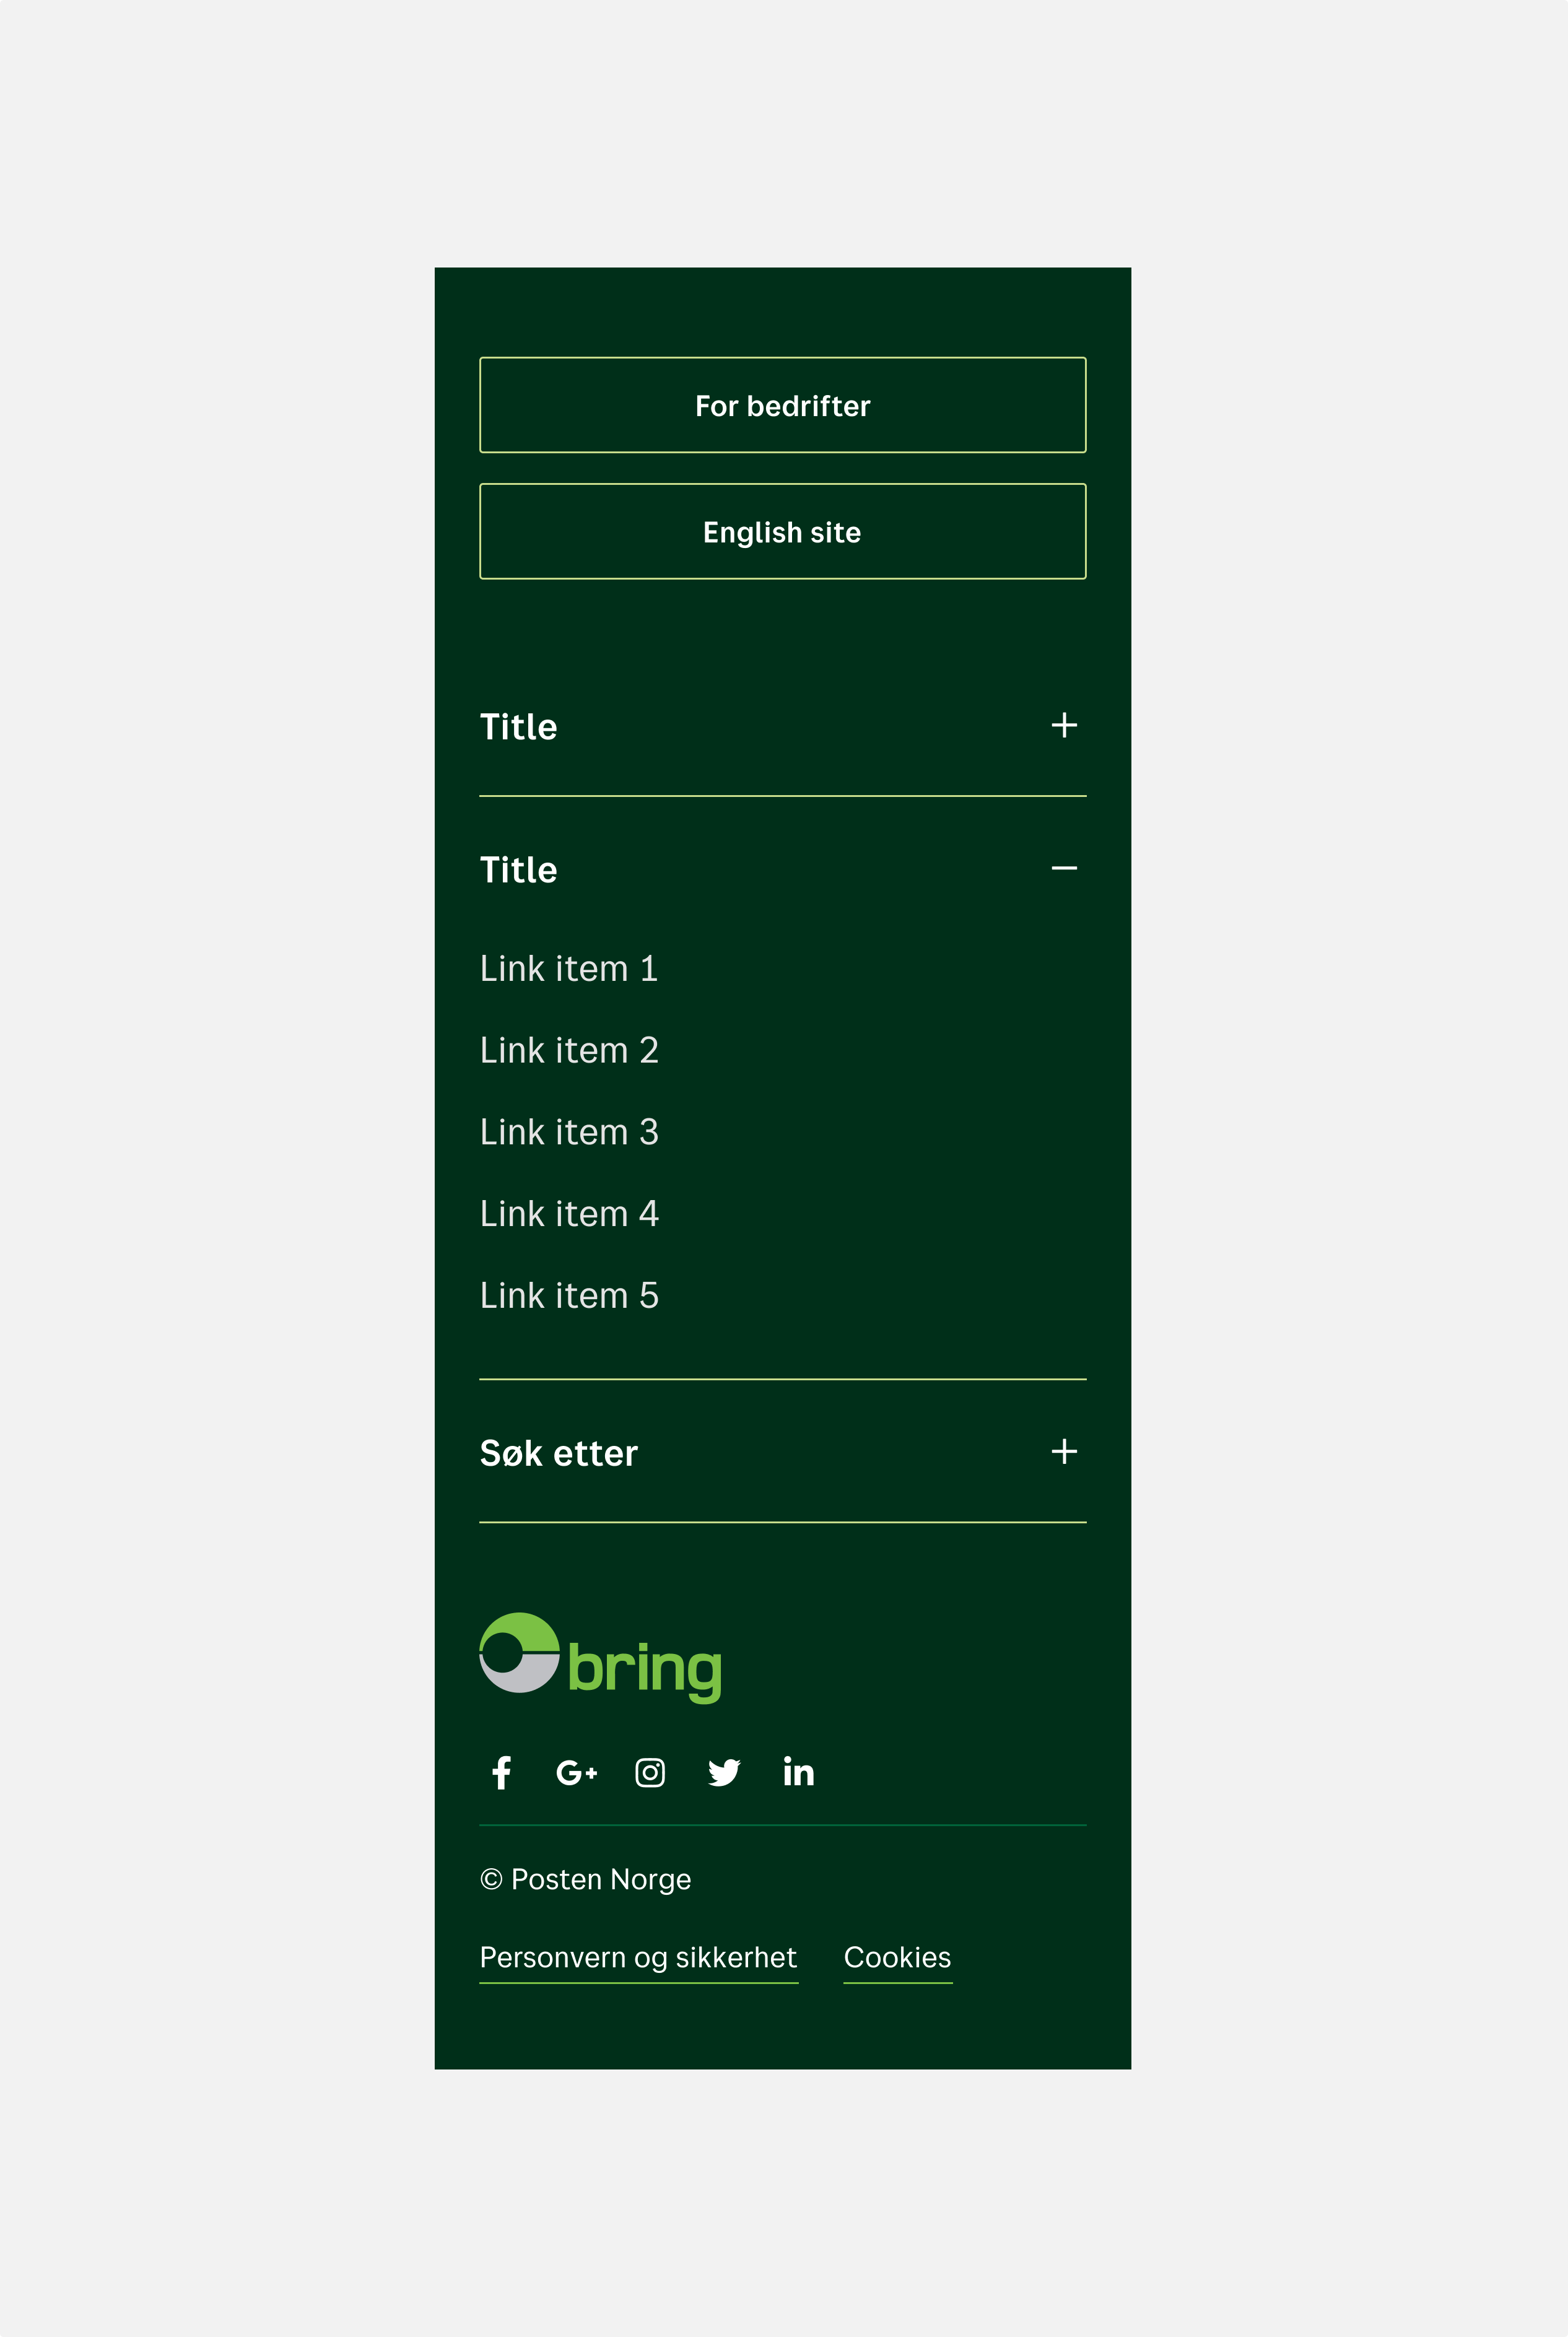 For bedrifter
English site
Title
Title
Link item 1
Link item 2
Link item 3
Link item 4
Link item 5
Søk etter
bring
© Posten Norge
Personvern og sikkerhet Cookies